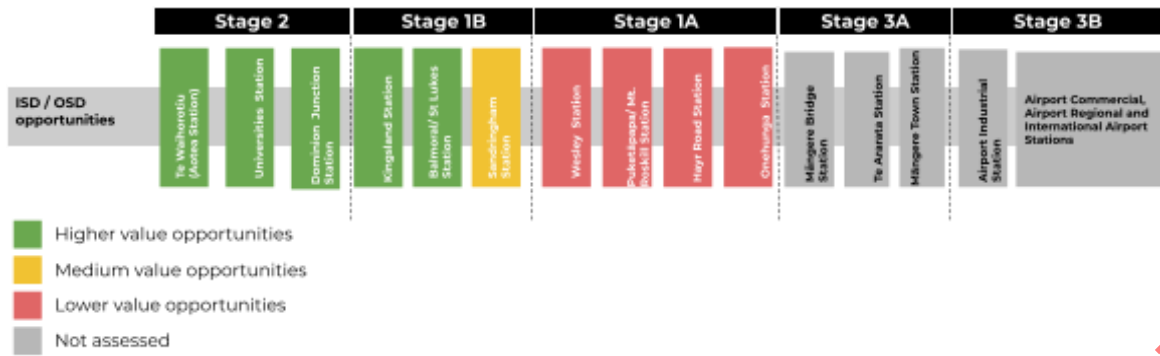 Stage 2
Stage 1B
Stage 1A
Stage 3A
Stage 3B
ISD / OSD
opportunities
Te Waihorotiu
(Aotea Station)
Universities Station
Dominion Junction
Station
Kingsland Station
Balmoral/ St Lukes
Station
Sandringham
Station
Wesley Station
Puketāpapa/ Mt.
Roskill Station
Hayr Road Station
Onehunga Station
Māngere Bridge
Station
Te Ararata Station
Māngere Town Station
Airport Industrial
Station
Airport Commercial,
Airport Regional and
International Airport
Stations
Higher value opportunities
Medium value opportunities
Lower value opportunities
Not assessed